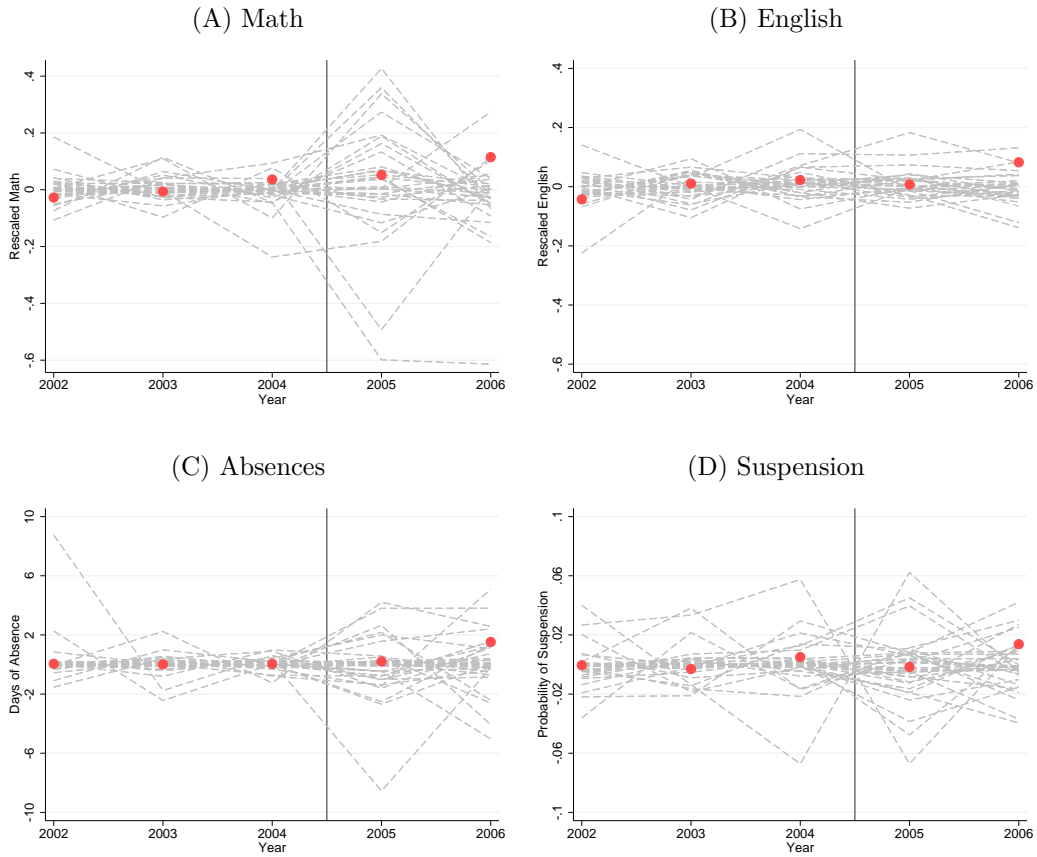 (A) Math
.4
.2
0
-.2
-.4
-.6
Rescaled Math
2002 2003 2004 2005 2006
Year
(B) English
.4
.2
0
-.2
-.4
-.6
Rescaled English
2002 2003 2004 2005 2006
Year
(C) Absences
10
6
2
-2
-6
-10
Days of Absence
2002 2003 2004 2005 2006
Year
(D) Suspension
.1
.06
.02
-.02
-.06
-.1
Probability of Suspension
2002 2003 2004 2005 2006
Year